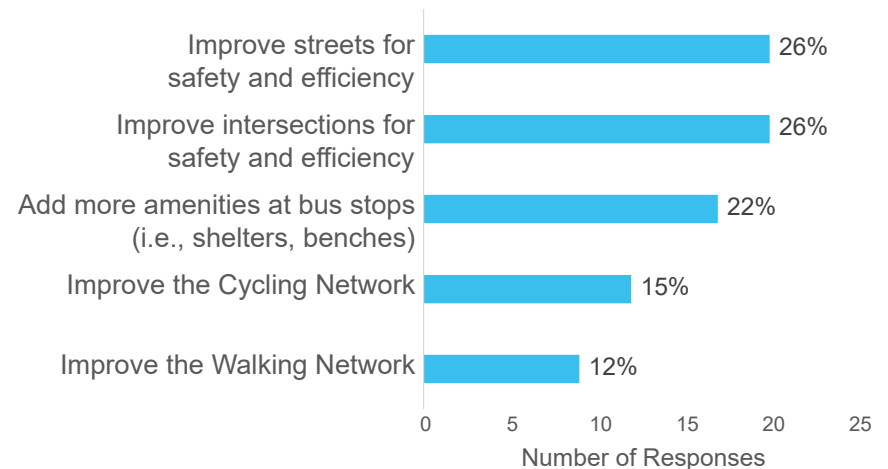 Improve streets for
safety and efficiency
26%
Improve intersections for
safety and efficiency
26%
Add more amenities at bus stops
(i.e., shelters, benches)
22%
Improve the Cycling Network
15%
Improve the Walking Network
12%
0 5 10 15 20 25
Number of Responses